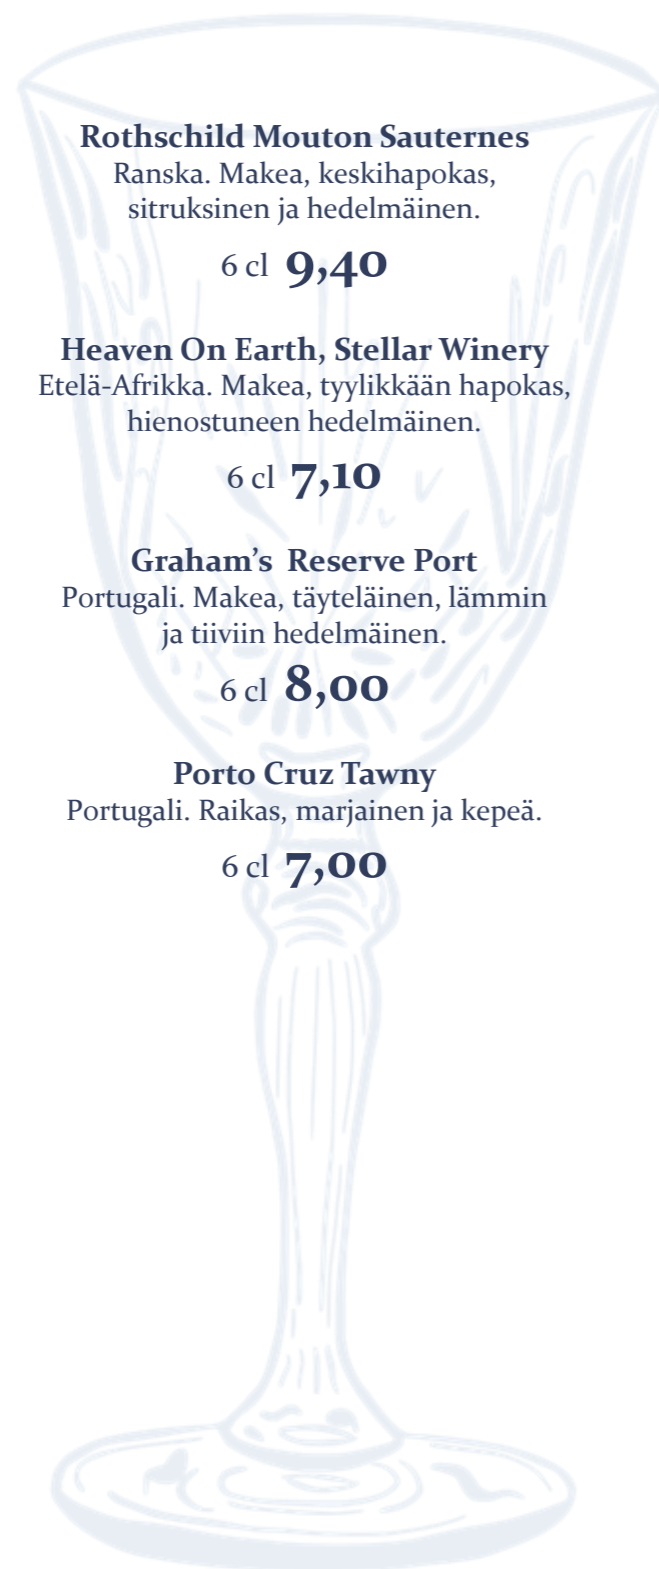 Rothschild Mouton Sauternes
Ranska. Makea, keskihapokas,
sitruksinen ja hedelmäinen.
6 cl 9,40
Heaven On Earth, Stellar Winery
Etelä-Afrikka. Makea, tyylikkään hapokas,
hienostuneen hedelmäinen.
6 cl 7,10
Graham’s Reserve Port
Portugali. Makea, täyteläinen, lämmin
ja tiiviin hedelmäinen.
6 cl 8,00
Porto Cruz Tawny
Portugali. Raikas, marjainen ja kepeä.
6 cl 7,00